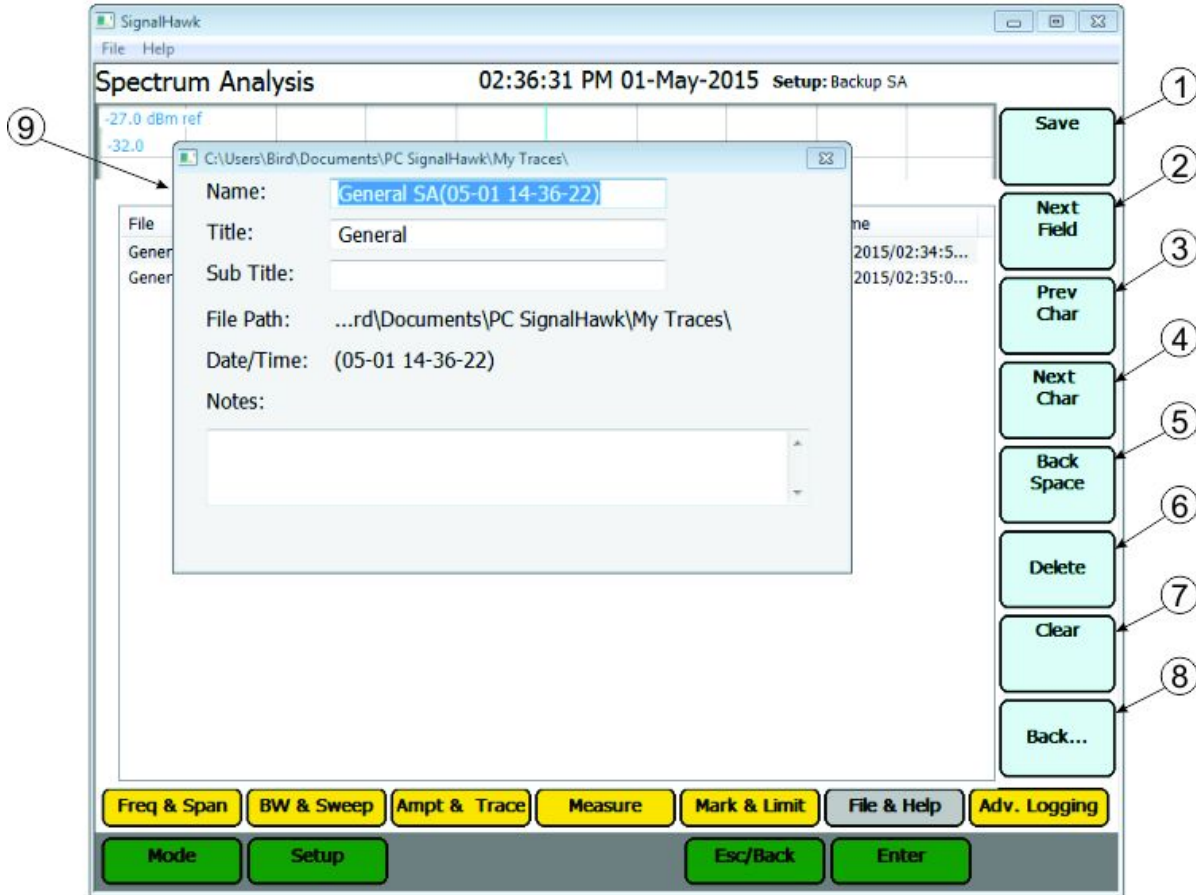 SignalHawk
File Help
Spectrum Analysis 02:36:31 PM 01-May-2015 Setup: Backup SA
-27.0 dBm ref
-32.0
C:\Users\Bird\Documents\PC SignalHawk\My Traces\
Name: General SA(05-01 14-36-22)
Title: General
Sub Title:
File Path: ...rd\Documents\PC SignalHawk\My Traces\
Date/Time: (05-01 14-36-22)
Notes:
File me
Gener 2015/02:34:5...
Gener 2015/02:35:0...
Save
Next
Field
Prev
Char
Next
Char
Back
Space
Delete
Clear
Back...
1
2
3
4
5
6
7
8
9
Freq & Span BW & Sweep Ampt & Trace Measure Mark & Limit File & Help Adv. Logging
Mode Setup Esc/Back Enter